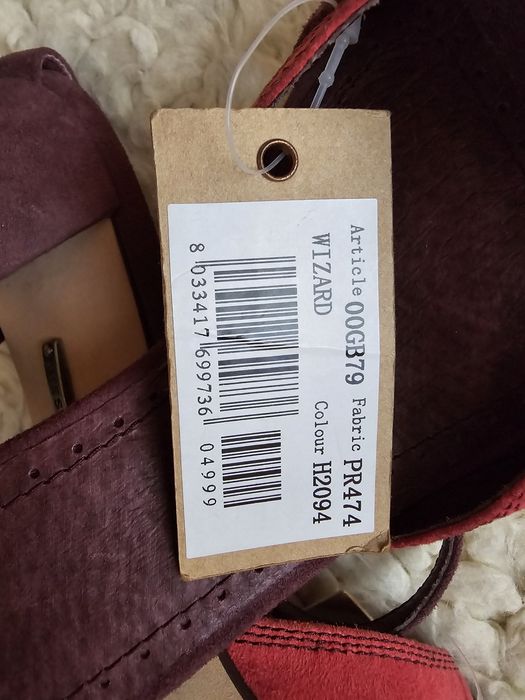 Article 00GB79 Fabric PR474
WIZARD Colour H2094
8 033417 699736 04999